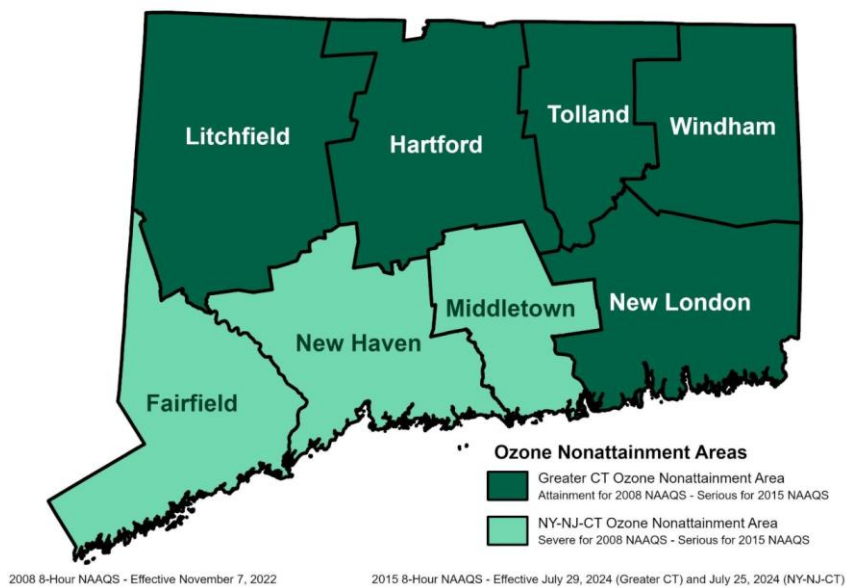 Litchfield
Hartford
Tolland
Windham
Middletown
New London
New Haven
Fairfield
Ozone Nonattainment Areas
Greater CT Ozone Nonattainment Area
Attainment for 2008 NAAQS - Serious for 2015 NAAQS
NY-NJ-CT Ozone Nonattainment Area
Severe for 2008 NAAQS - Serious for 2015 NAAQS
2008 8-Hour NAAQS - Effective November 7, 2022
2015 8-Hour NAAQS - Effective July 29, 2024 (Greater CT) and July 25, 2024 (NY-NJ-CT)